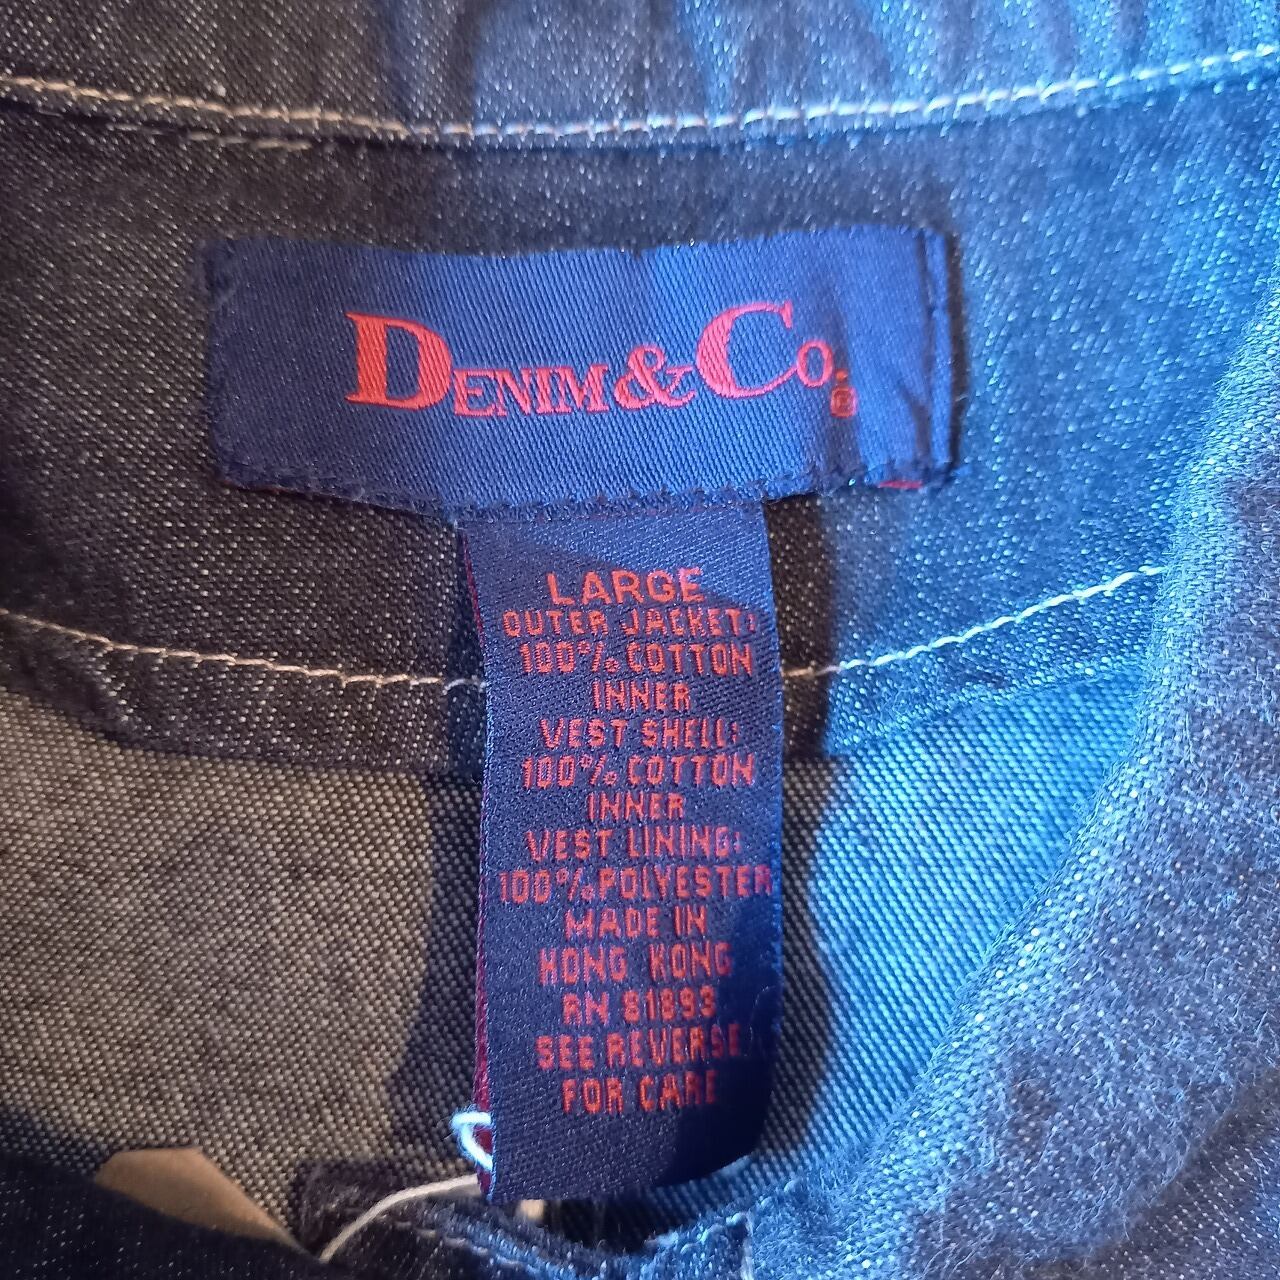 DENIM & CO.®
LARGE
OUTER JACKET:
100% COTTON
INNER
VEST SHELL:
100% COTTON
INNER
VEST LINING:
100% POLYESTER
MADE IN
HONG KONG
RN 81893
SEE REVERSE
FOR CARE